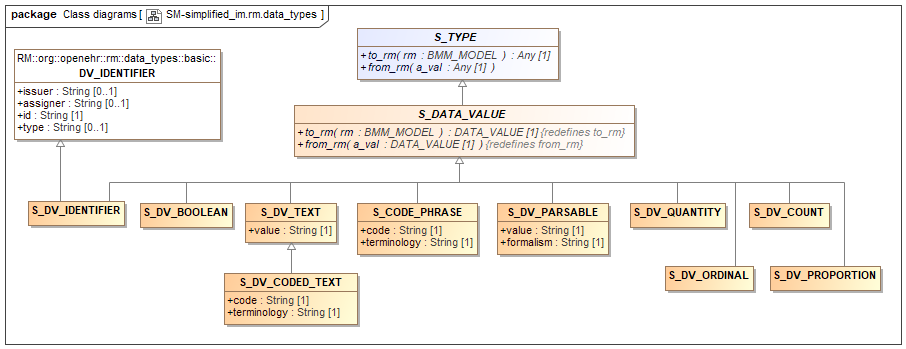 package Class diagrams [ SM-simplified_im.rm.data_types ]
S_TYPE
+to_rm( rm : BMM_MODEL ) : Any [1]
+from_rm( a_val : Any [1] )
RM::org::openehr::rm::data_types::basic::
DV_IDENTIFIER
+issuer : String [0..1]
+assigner : String [0..1]
+id : String [1]
+type : String [0..1]
S_DATA_VALUE
+to_rm( rm : BMM_MODEL ) : DATA_VALUE [1]{redefines to_rm}
+from_rm( a_val : DATA_VALUE [1] ){redefines from_rm}
S_DV_IDENTIFIER
S_DV_BOOLEAN
S_DV_TEXT
+value : String [1]
S_CODE_PHRASE
+code : String [1]
+terminology : String [1]
S_DV_PARSABLE
+value : String [1]
+formalism : String [1]
S_DV_QUANTITY
S_DV_COUNT
S_DV_CODED_TEXT
+code : String [1]
+terminology : String [1]
S_DV_ORDINAL
S_DV_PROPORTION